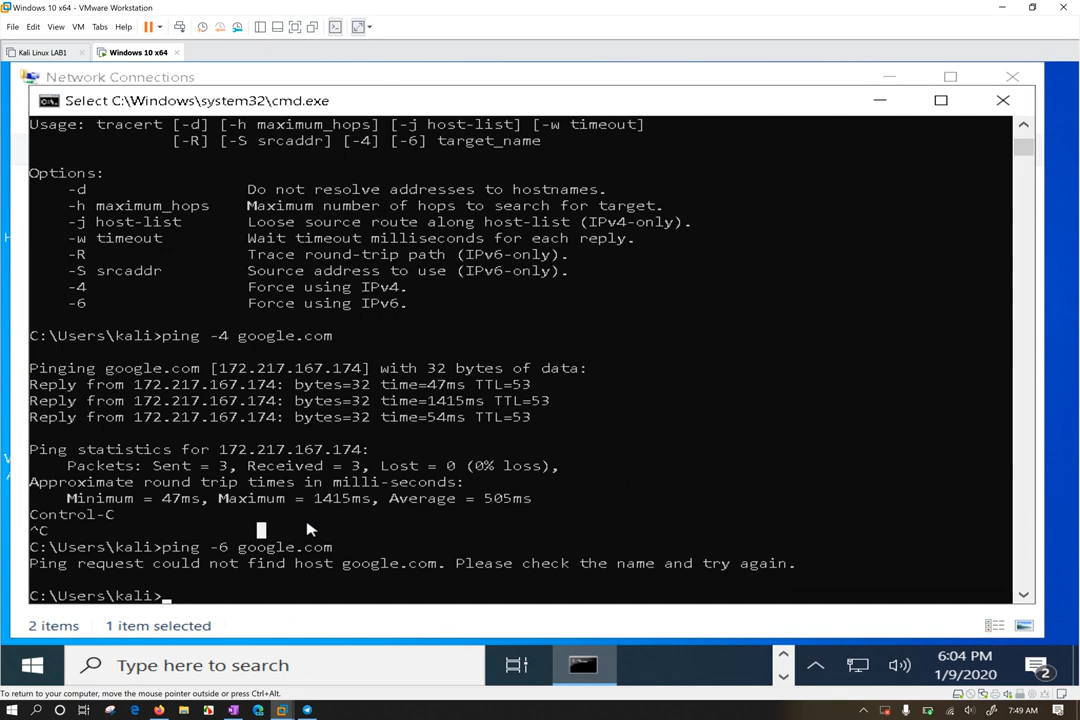 Windows 10 x64 - VMware Workstation
File Edit View VM Tabs Help
Kali Linux LAB1 Windows 10 x64
Network Connections
Select C:\Windows\system32\cmd.exe
Usage: tracert [-d] [-h maximum_hops] [-j host-list] [-w timeout]
[-R] [-S srcaddr] [-4] [-6] target_name
Options:
-d Do not resolve addresses to hostnames.
-h maximum_hops Maximum number of hops to search for target.
-j host-list Loose source route along host-list (IPv4-only).
-w timeout Wait timeout milliseconds for each reply.
-R Trace round-trip path (IPv6-only).
-S srcaddr Source address to use (IPv6-only).
-4 Force using IPv4.
-6 Force using IPv6.
C:\Users\kali>ping -4 google.com
Pinging google.com [172.217.167.174] with 32 bytes of data:
Reply from 172.217.167.174: bytes=32 time=47ms TTL=53
Reply from 172.217.167.174: bytes=32 time=1415ms TTL=53
Reply from 172.217.167.174: bytes=32 time=54ms TTL=53
Ping statistics for 172.217.167.174:
Packets: Sent = 3, Received = 3, Lost = 0 (0% loss),
Approximate round trip times in milli-seconds:
Minimum = 47ms, Maximum = 1415ms, Average = 505ms
Control-C
^C
C:\Users\kali>ping -6 google.com
Ping request could not find host google.com. Please check the name and try again.
C:\Users\kali>
2 items 1 item selected
Type here to search
6:04 PM
1/9/2020
2
To return to your computer, move the mouse pointer outside or press Ctrl+Alt.
7:49 AM